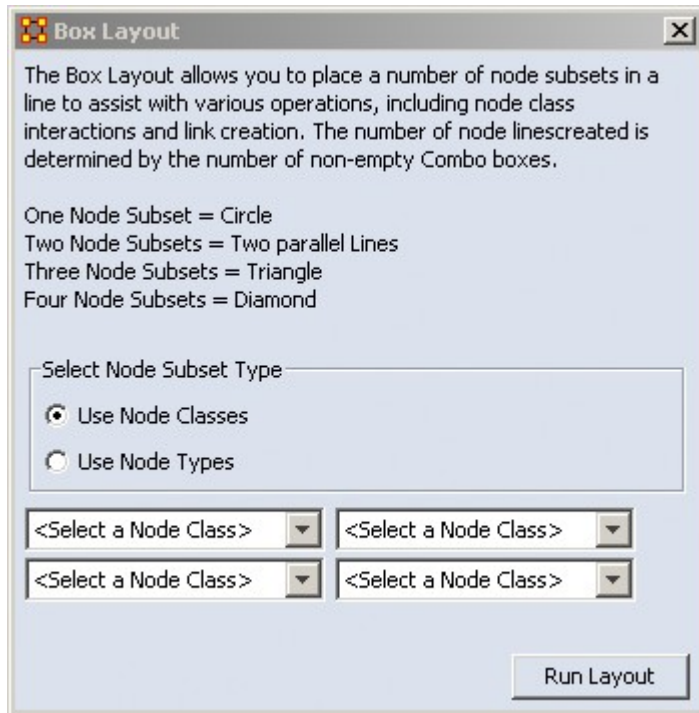 Box Layout
The Box Layout allows you to place a number of node subsets in a
line to assist with various operations, including node class
interactions and link creation. The number of node linescreated is
determined by the number of non-empty Combo boxes.
One Node Subset = Circle
Two Node Subsets = Two parallel Lines
Three Node Subsets = Triangle
Four Node Subsets = Diamond
Select Node Subset Type
Use Node Classes
Use Node Types
<Select a Node Class> <Select a Node Class>
<Select a Node Class> <Select a Node Class>
Run Layout